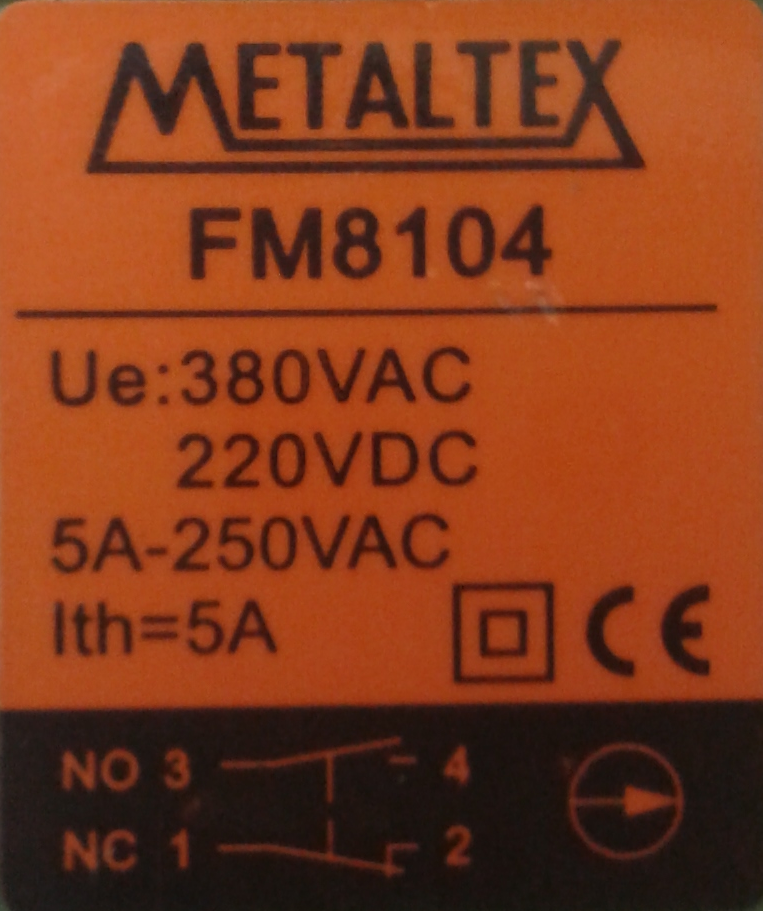 METALTEX
FM8104
Ue:380VAC
220VDC
5A-250VAC
Ith=5A
CE
NO 3 4
NC 1 2